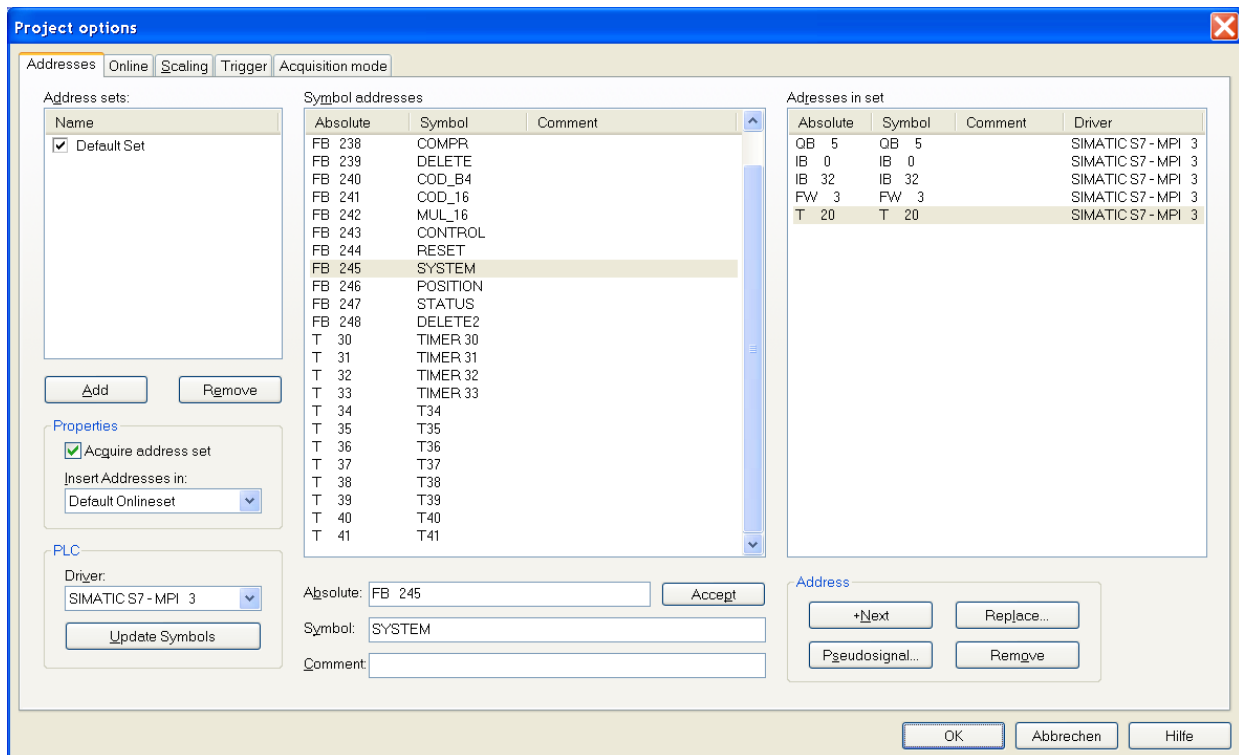 Project options
Addresses Online Scaling Trigger Acquisition mode
Address sets:
Name
Default Set
Add Remove
Properties
Acquire address set
Insert Addresses in:
Default Onlineset
PLC
Driver:
SIMATIC S7 - MPI 3
Update Symbols
Symbol addresses
Absolute Symbol Comment
FB 238 COMPR
FB 239 DELETE
FB 240 COD_B4
FB 241 COD_16
FB 242 MUL_16
FB 243 CONTROL
FB 244 RESET
FB 245 SYSTEM
FB 246 POSITION
FB 247 STATUS
FB 248 DELETE2
T 30 TIMER 30
T 31 TIMER 31
T 32 TIMER 32
T 33 TIMER 33
T 34 T34
T 35 T35
T 36 T36
T 37 T37
T 38 T38
T 39 T39
T 40 T40
T 41 T41
Absolute: FB 245 Accept
Symbol: SYSTEM
Comment:
Adresses in set
Absolute Symbol Comment Driver
QB 5 QB 5 SIMATIC S7 - MPI 3
IB 0 IB 0 SIMATIC S7 - MPI 3
IB 32 IB 32 SIMATIC S7 - MPI 3
FW 3 FW 3 SIMATIC S7 - MPI 3
T 20 T 20 SIMATIC S7 - MPI 3
Address
+Next Replace...
Pseudosignal... Remove
OK Abbrechen Hilfe